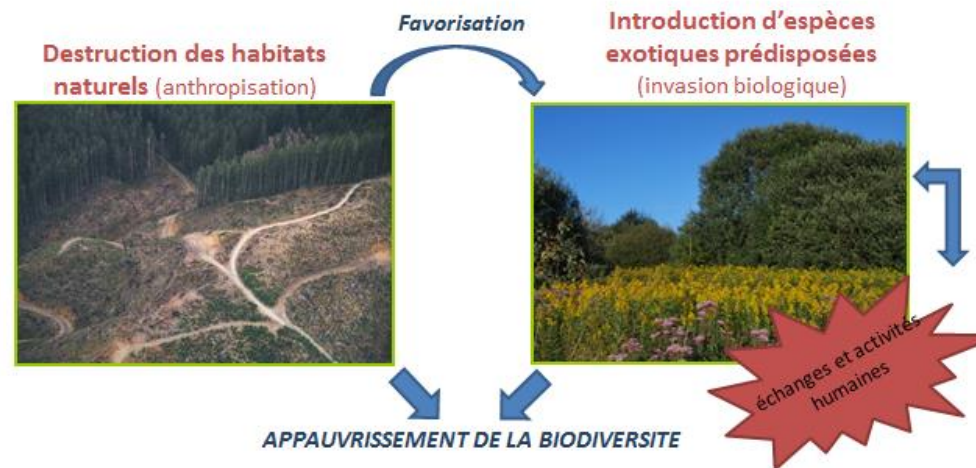 Favorisation
Destruction des habitats
naturels (anthropisation)
Introduction d'espèces
exotiques prédisposées
(invasion biologique)
échanges et activités
humaines
APPAUVRISSEMENT DE LA BIODIVERSITE